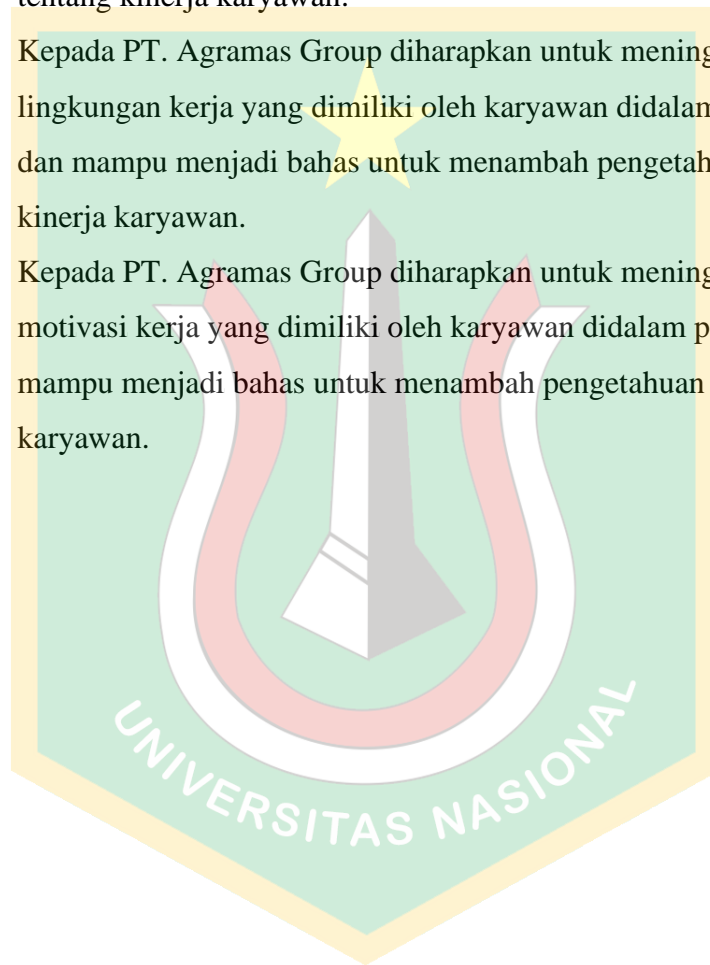 tentang kinerja karyawan.
Kepada PT. Agramas Group diharapkan untuk mening
lingkungan kerja yang dimiliki oleh karyawan didalam
dan mampu menjadi bahas untuk menambah pengetah
kinerja karyawan.
Kepada PT. Agramas Group diharapkan untuk mening
motivasi kerja yang dimiliki oleh karyawan didalam p
mampu menjadi bahas untuk menambah pengetahuan
karyawan.
UNIVERSITAS NASIONAL